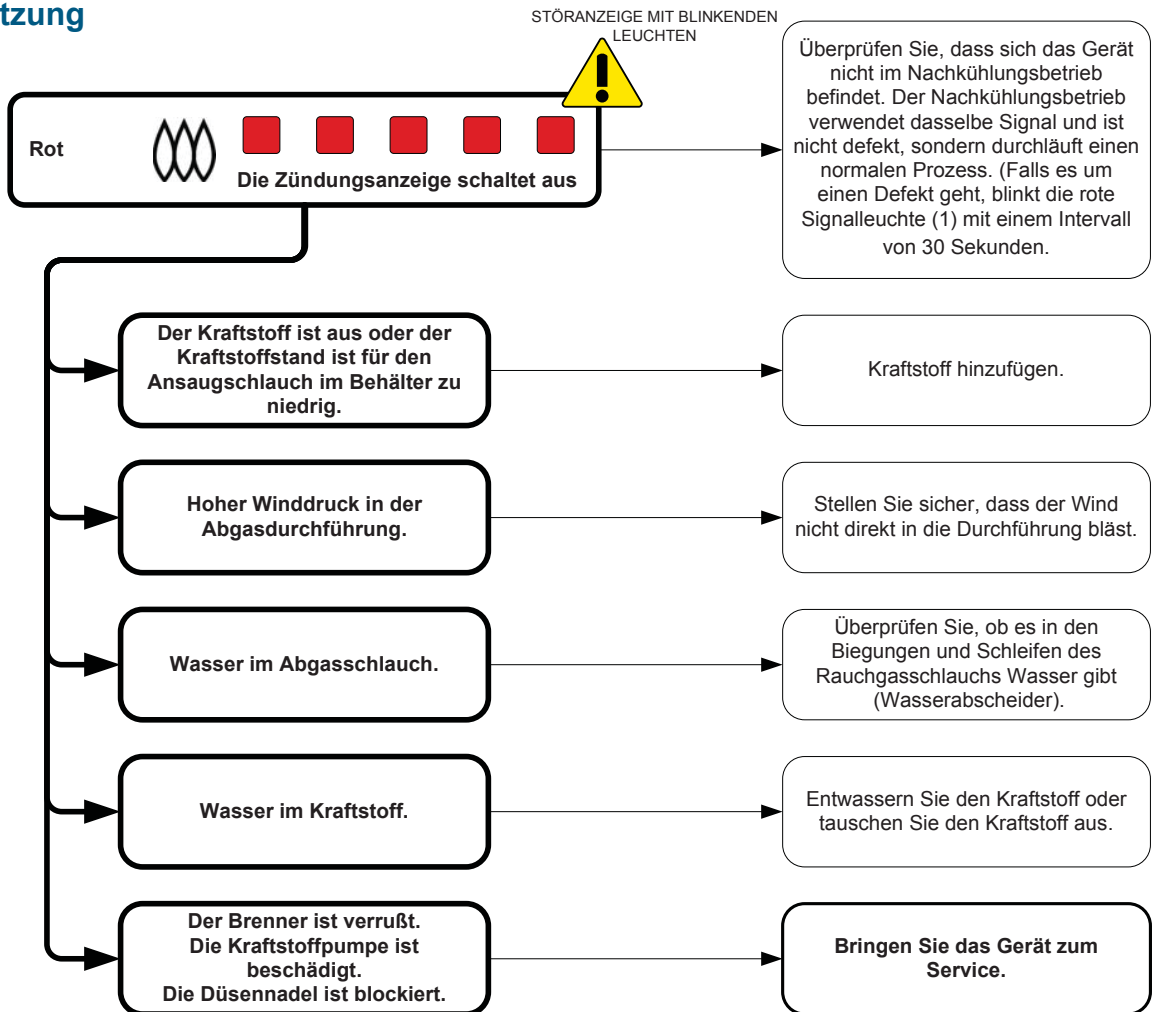 tzung
STÖRANZEIGE MIT BLINKENDEN
LEUCHTEN
Rot
Die Zündungsanzeige schaltet aus
Überprüfen Sie, dass sich das Gerät
nicht im Nachkühlungsbetrieb
befindet. Der Nachkühlungsbetrieb
verwendet dasselbe Signal und ist
nicht defekt, sondern durchläuft einen
normalen Prozess. (Falls es um
einen Defekt geht, blinkt die rote
Signalleuchte (1) mit einem Intervall
von 30 Sekunden.
Der Kraftstoff ist aus oder der
Kraftstoffstand ist für den
Ansaugschlauch im Behälter zu
niedrig.
Kraftstoff hinzufügen.
Hoher Winddruck in der
Abgasdurchführung.
Stellen Sie sicher, dass der Wind
nicht direkt in die Durchführung bläst.
Wasser im Abgasschlauch.
Überprüfen Sie, ob es in den
Biegungen und Schleifen des
Rauchgasschlauchs Wasser gibt
(Wasserabscheider).
Wasser im Kraftstoff.
Entwassern Sie den Kraftstoff oder
tauschen Sie den Kraftstoff aus.
Der Brenner ist verrußt.
Die Kraftstoffpumpe ist
beschädigt.
Die Düsennadel ist blockiert.
Bringen Sie das Gerät zum
Service.